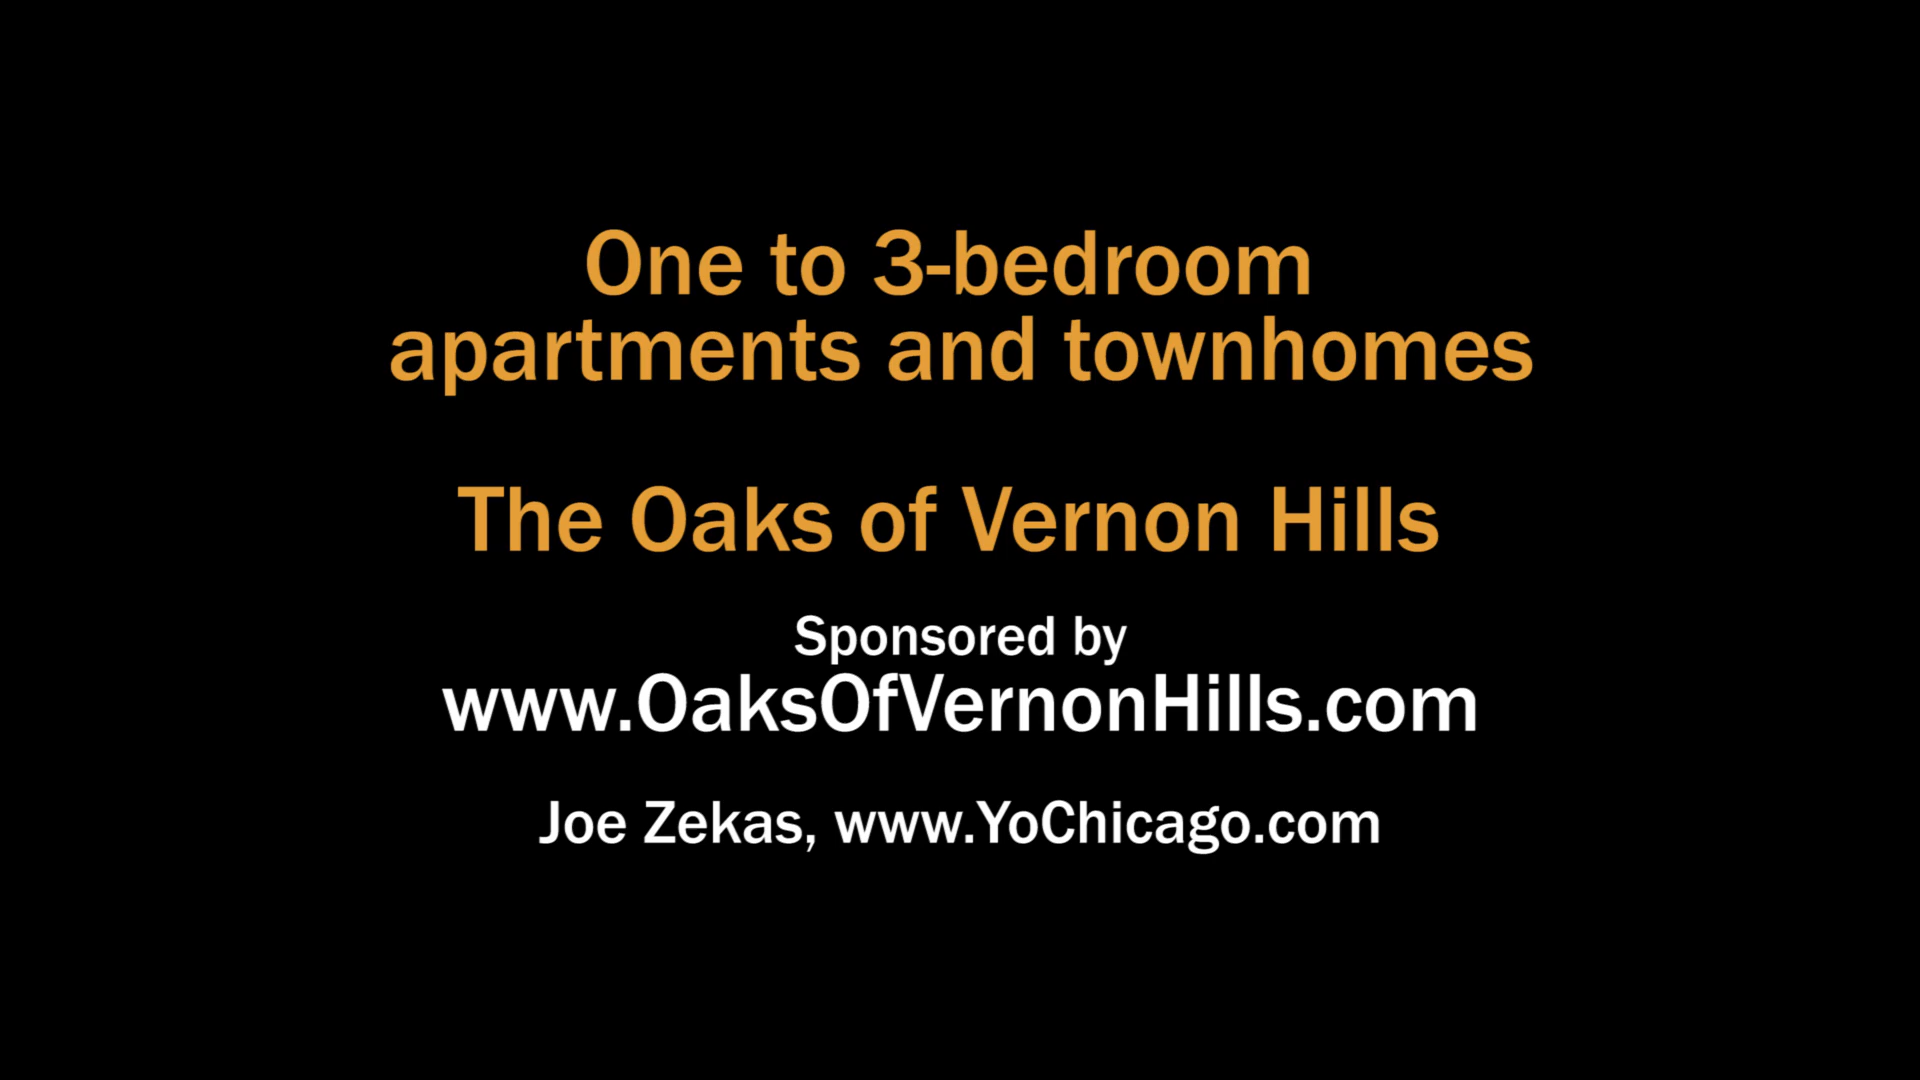 One to 3-bedroom
apartments and townhomes
The Oaks of Vernon Hills
Sponsored by
www.OaksOfVernonHills.com
Joe Zekas, www.YoChicago.com